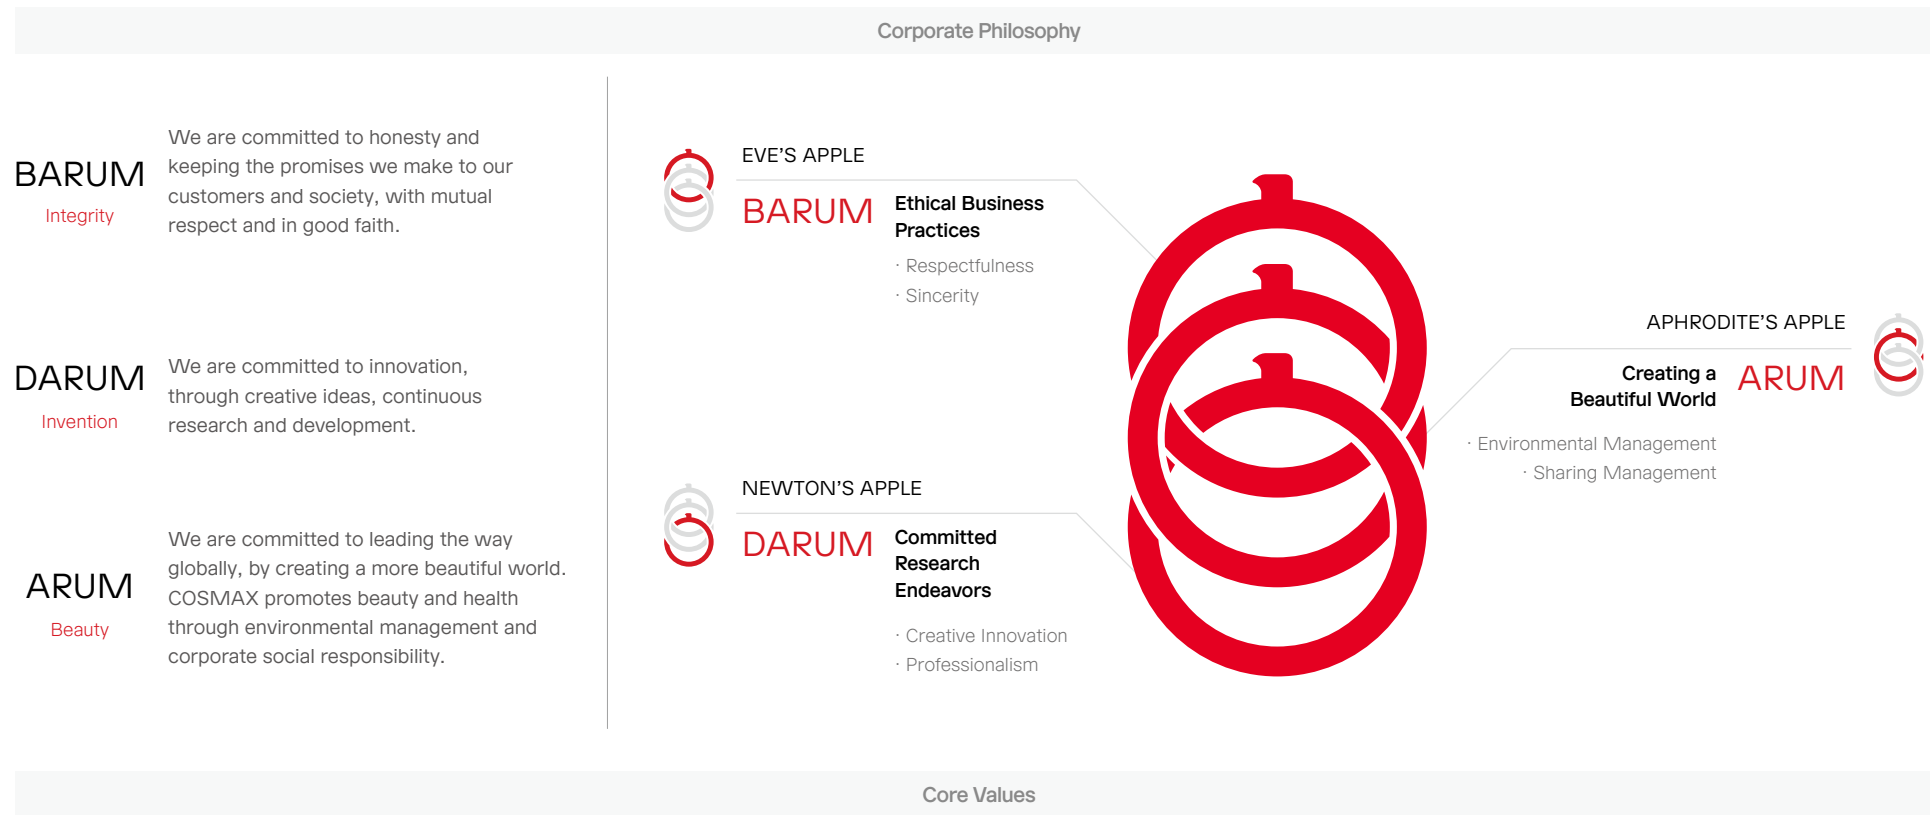 Corporate Philosophy
BARUM
Integrity
We are committed to honesty and
keeping the promises we make to our
customers and society, with mutual
respect and in good faith.
DARUM
Invention
We are committed to innovation,
through creative ideas, continuous
research and development.
ARUM
Beauty
We are committed to leading the way
globally, by creating a more beautiful world.
COSMAX promotes beauty and health
through environmental management and
corporate social responsibility.
EVE'S APPLE
BARUM
Ethical Business
Practices
· Respectfulness
· Sincerity
NEWTON'S APPLE
DARUM
Committed
Research
Endeavors
· Creative Innovation
· Professionalism
APHRODITE'S APPLE
Creating a
Beautiful World
ARUM
· Environmental Management
· Sharing Management
Core Values